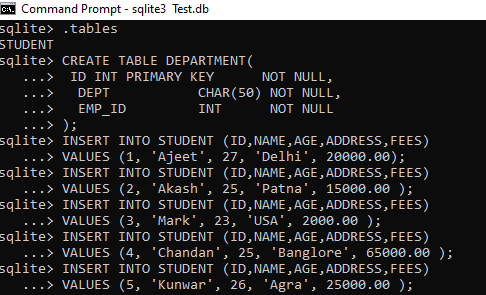 Command Prompt - sqlite3 Test.db
sqlite> .tables
STUDENT
sqlite> CREATE TABLE DEPARTMENT(
   ...>  ID INT PRIMARY KEY      NOT NULL,
   ...>   DEPT           CHAR(50) NOT NULL,
   ...>   EMP_ID         INT      NOT NULL
   ...> );
sqlite> INSERT INTO STUDENT (ID,NAME,AGE,ADDRESS,FEES)
   ...> VALUES (1, 'Ajeet', 27, 'Delhi', 20000.00);
sqlite> INSERT INTO STUDENT (ID,NAME,AGE,ADDRESS,FEES)
   ...> VALUES (2, 'Akash', 25, 'Patna', 15000.00 );
sqlite> INSERT INTO STUDENT (ID,NAME,AGE,ADDRESS,FEES)
   ...> VALUES (3, 'Mark', 23, 'USA', 2000.00 );
sqlite> INSERT INTO STUDENT (ID,NAME,AGE,ADDRESS,FEES)
   ...> VALUES (4, 'Chandan', 25, 'Banglore', 65000.00 );
sqlite> INSERT INTO STUDENT (ID,NAME,AGE,ADDRESS,FEES)
   ...> VALUES (5, 'Kunwar', 26, 'Agra', 25000.00 );